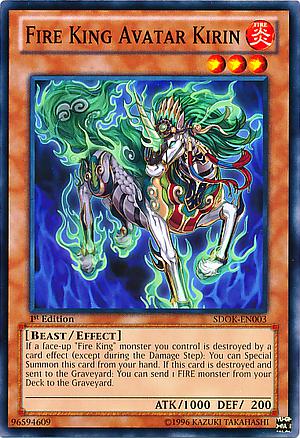 Fire King Avatar Kirin
FIRE
炎
1st Edition
SDOK-EN003
[BEAST/EFFECT]
If a face-up "Fire King" monster you control is destroyed by
a card effect (except during the Damage Step): You can Special
Summon this card from your hand. If this card is destroyed and
sent to the Graveyard: You can send 1 FIRE monster from your
Deck to the Graveyard.
ATK/1000 DEF/ 200
96594609
©1996 KAZUKI TAKAHASHI